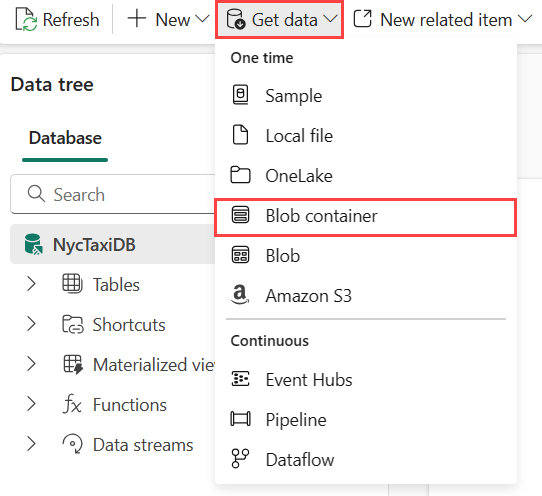 Refresh
New
Get data
New related item
Data tree
Database
Search
NycTaxiDB
Tables
Shortcuts
Materialized vie
Functions
Data streams
One time
Sample
Local file
OneLake
Blob container
Blob
Amazon S3
Continuous
Event Hubs
Pipeline
Dataflow